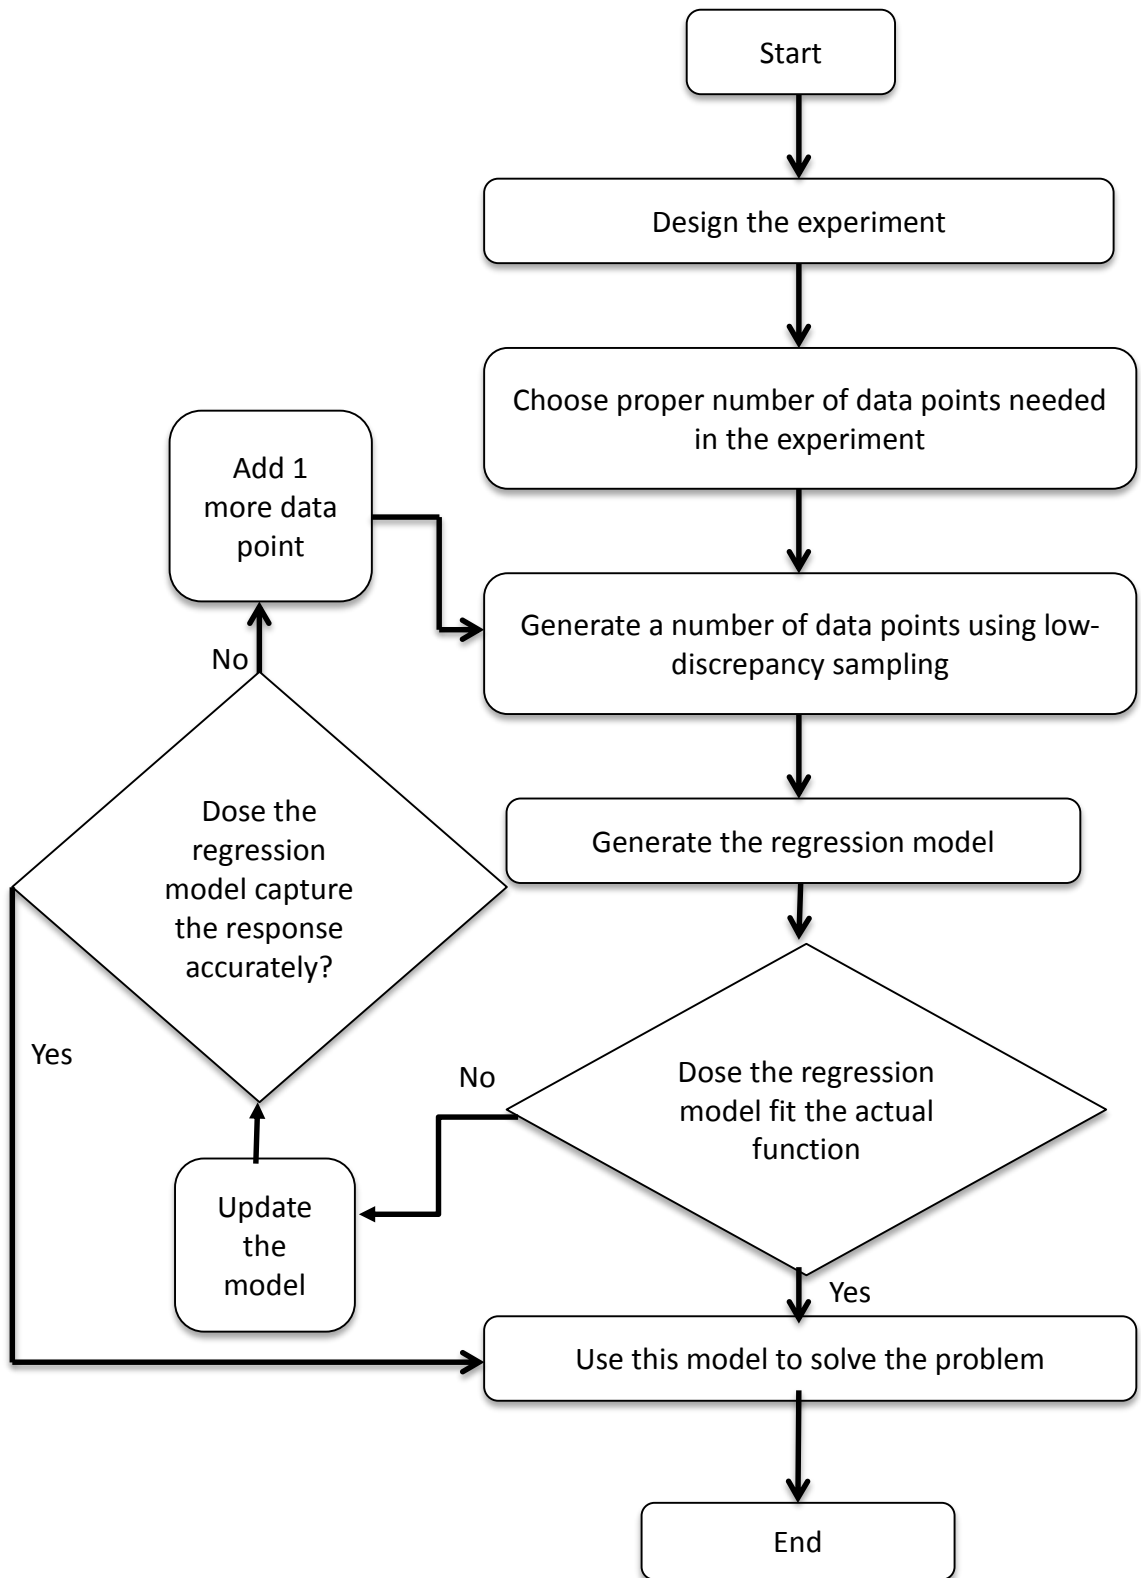 Start
Design the experiment
Choose proper number of data points needed
in the experiment
Add 1
more data
point
Generate a number of data points using low-
discrepancy sampling
No
Generate the regression model
Dose the
regression
model capture
the response
accurately?
Yes
No
Dose the regression
model fit the actual
function
Update
the
model
Yes
Use this model to solve the problem
End